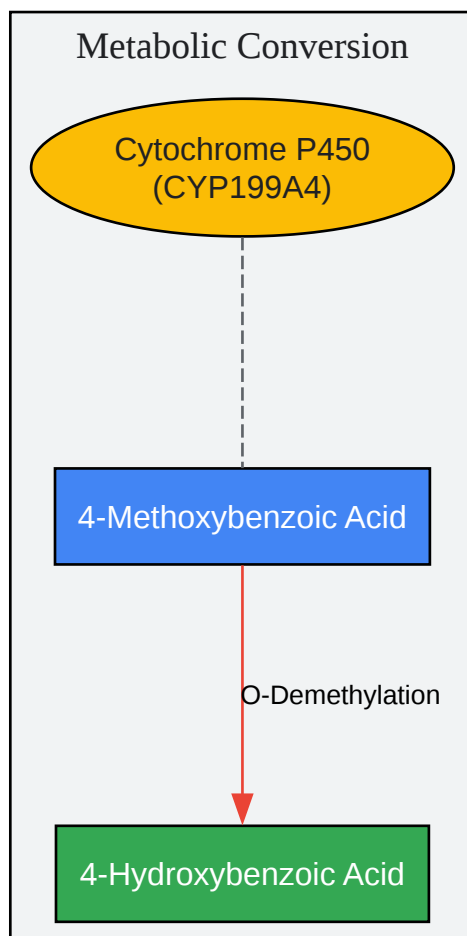 Metabolic Conversion
Cytochrome P450
(CYP199A4)
4-Methoxybenzoic Acid
O-Demethylation
4-Hydroxybenzoic Acid